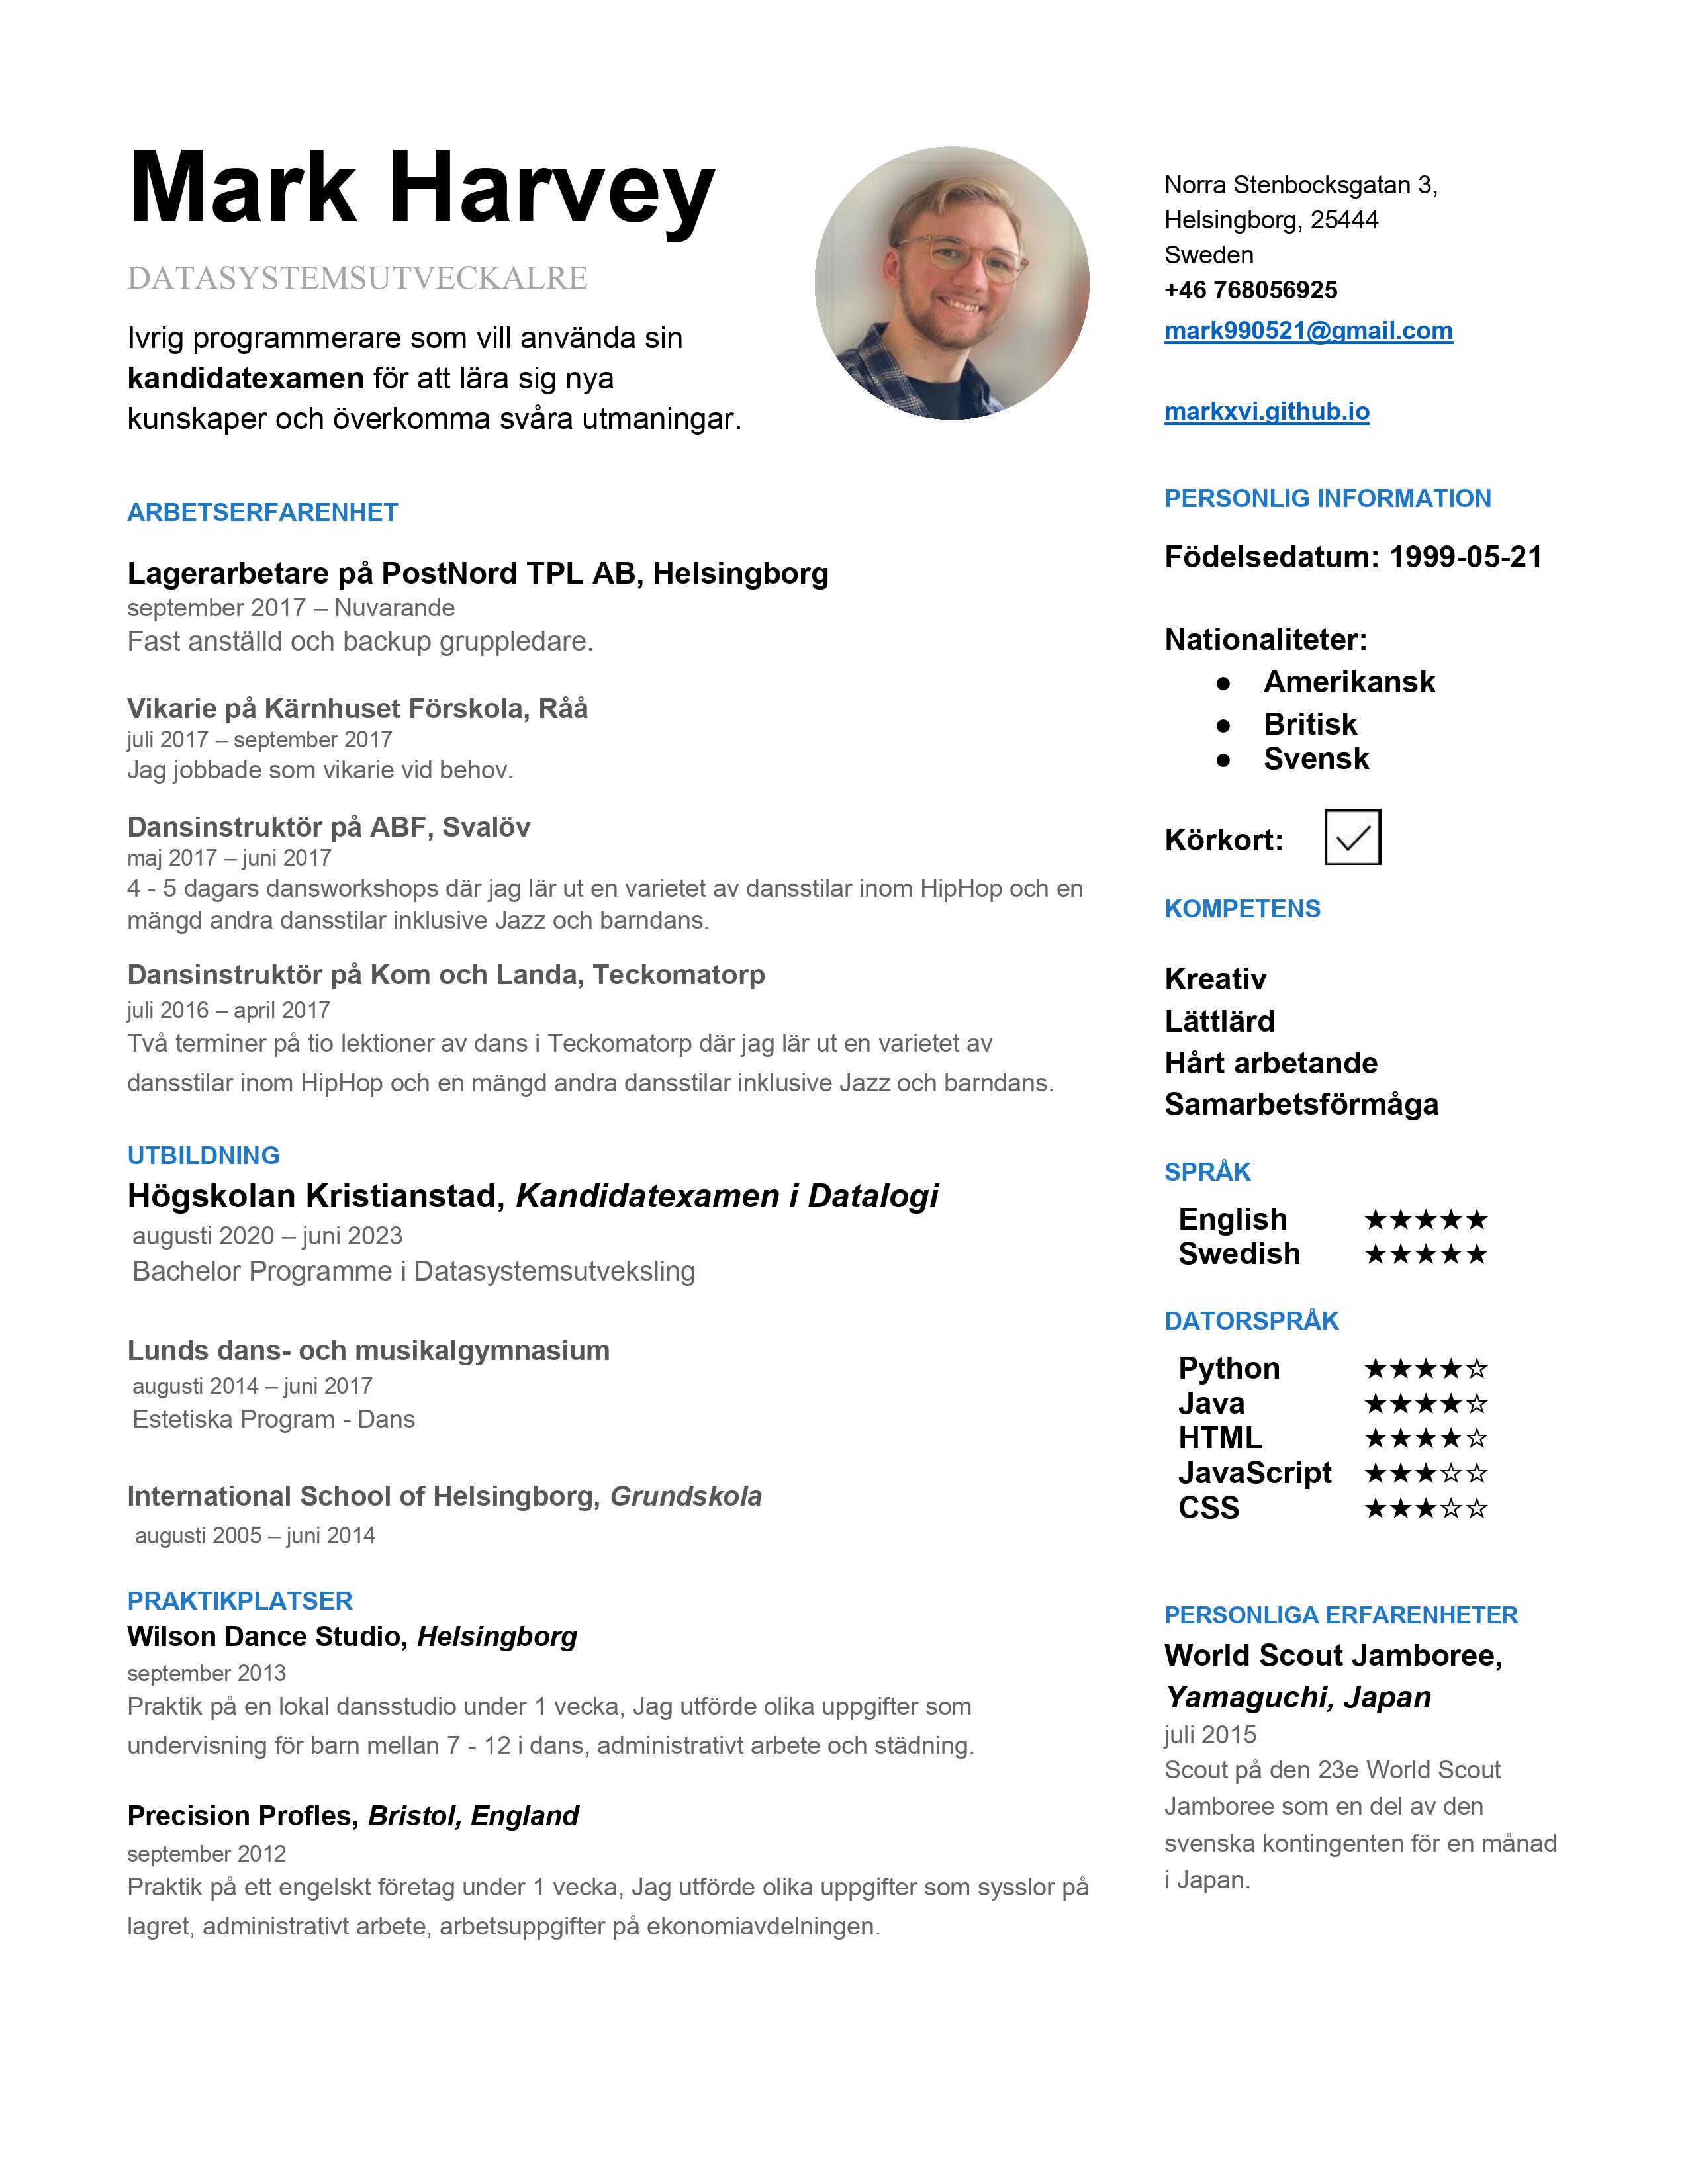 Mark Harvey
DATASYSTEMSUTVECKALRE
Ivrig programmerare som vill använda sin
kandidatexamen för att lära sig nya
kunskaper och överkomma svåra utmaningar.
Norra Stenbocksgatan 3,
Helsingborg, 25444
Sweden
+46 768056925
mark990521@gmail.com
markxvi.github.io
ARBETSERFARENHET
Lagerarbetare på PostNord TPL AB, Helsingborg
september 2017 – Nuvarande
Fast anställd och backup gruppledare.
Vikarie på Kärnhuset Förskola, Råå
juli 2017 – september 2017
Jag jobbade som vikarie vid behov.
Dansinstruktör på ABF, Svalöv
maj 2017 – juni 2017
4 - 5 dagars dansworkshops där jag lär ut en varietet av dansstilar inom HipHop och en
mängd andra dansstilar inklusive Jazz och barndans.
Dansinstruktör på Kom och Landa, Teckomatorp
juli 2016 – april 2017
Två terminer på tio lektioner av dans i Teckomatorp där jag lär ut en varietet av
dansstilar inom HipHop och en mängd andra dansstilar inklusive Jazz och barndans.
UTBILDNING
Högskolan Kristianstad, Kandidatexamen i Datalogi
augusti 2020 – juni 2023
Bachelor Programme i Datasystemsutveksling
Lunds dans- och musikalgymnasium
augusti 2014 – juni 2017
Estetiska Program - Dans
International School of Helsingborg, Grundskola
augusti 2005 – juni 2014
PRAKTIKPLATSER
Wilson Dance Studio, Helsingborg
september 2013
Praktik på en lokal dansstudio under 1 vecka, Jag utförde olika uppgifter som
undervisning för barn mellan 7 - 12 i dans, administrativt arbete och städning.
Precision Profles, Bristol, England
september 2012
Praktik på ett engelskt företag under 1 vecka, Jag utförde olika uppgifter som sysslor på
lagret, administrativt arbete, arbetsuppgifter på ekonomiavdelningen.
PERSONLIG INFORMATION
Födelsedatum: 1999-05-21
Nationaliteter:
● Amerikansk
● Britisk
● Svensk
Körkort:
KOMPETENS
Kreativ
Lättlärd
Hårt arbetande
Samarbetsförmåga
SPRÅK
English ★★★★★
Swedish ★★★★★
DATORSPRÅK
Python ★★★★☆
Java ★★★★☆
HTML ★★★★☆
JavaScript ★★★☆☆
CSS ★★★☆☆
PERSONLIGA ERFARENHETER
World Scout Jamboree,
Yamaguchi, Japan
juli 2015
Scout på den 23e World Scout
Jamboree som en del av den
svenska kontingenten för en månad
i Japan.